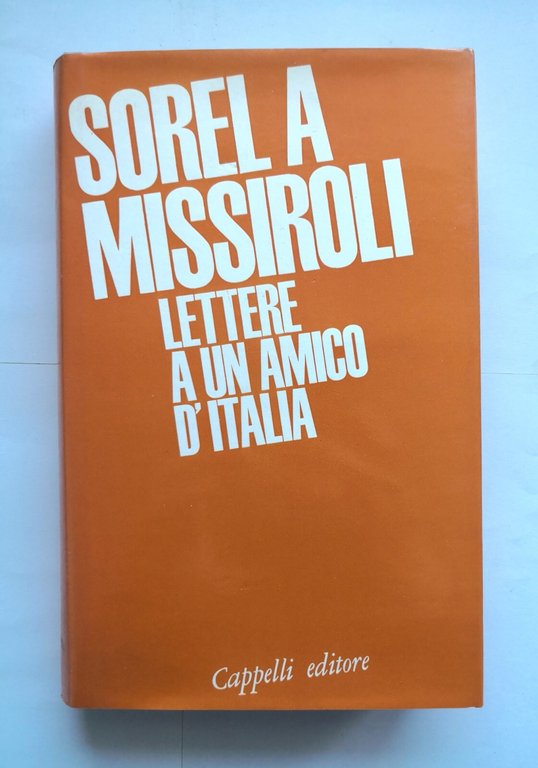 SOREL A
MISSIROLI
LETTERE
A UN AMICO
D'ITALIA
Cappelli editore